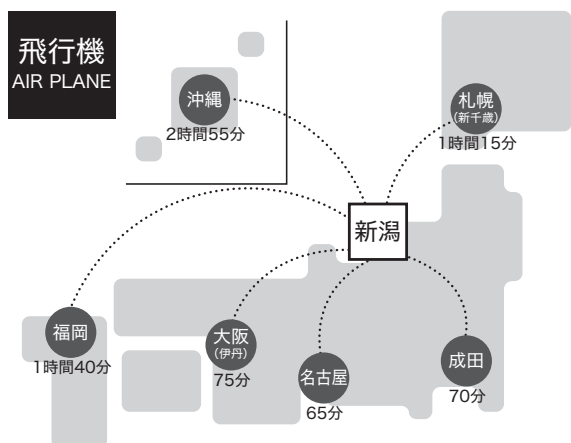 飛行機
AIR PLANE
沖縄
2時間55分
札幌
(新千歳)
1時間15分
新潟
福岡
1時間40分
大阪
(伊丹)
75分
名古屋
65分
成田
70分